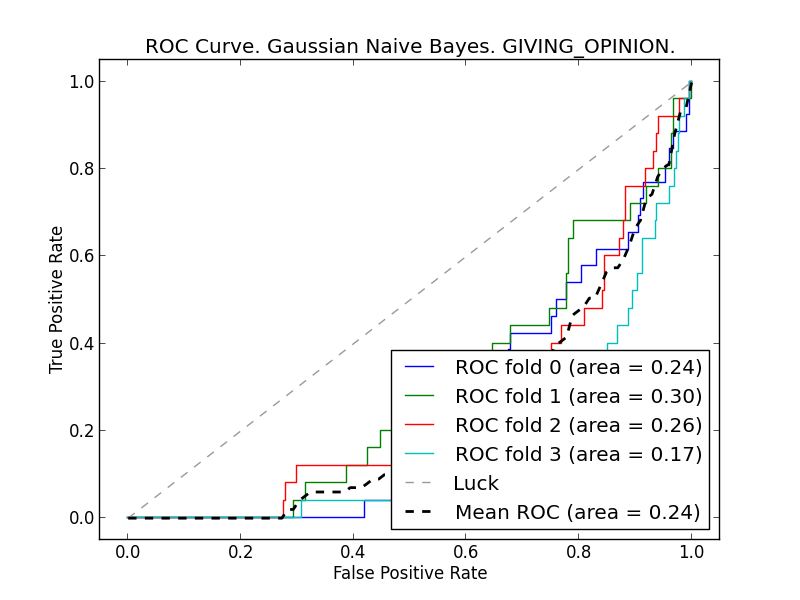 ROC Curve. Gaussian Naive Bayes. GIVING_OPINION.
1.0
0.8
0.6
0.4
0.2
0.0
True Positive Rate
ROC fold 0 (area = 0.24)
ROC fold 1 (area = 0.30)
ROC fold 2 (area = 0.26)
ROC fold 3 (area = 0.17)
Luck
Mean ROC (area = 0.24)
0.0 0.2 0.4 0.6 0.8 1.0
False Positive Rate